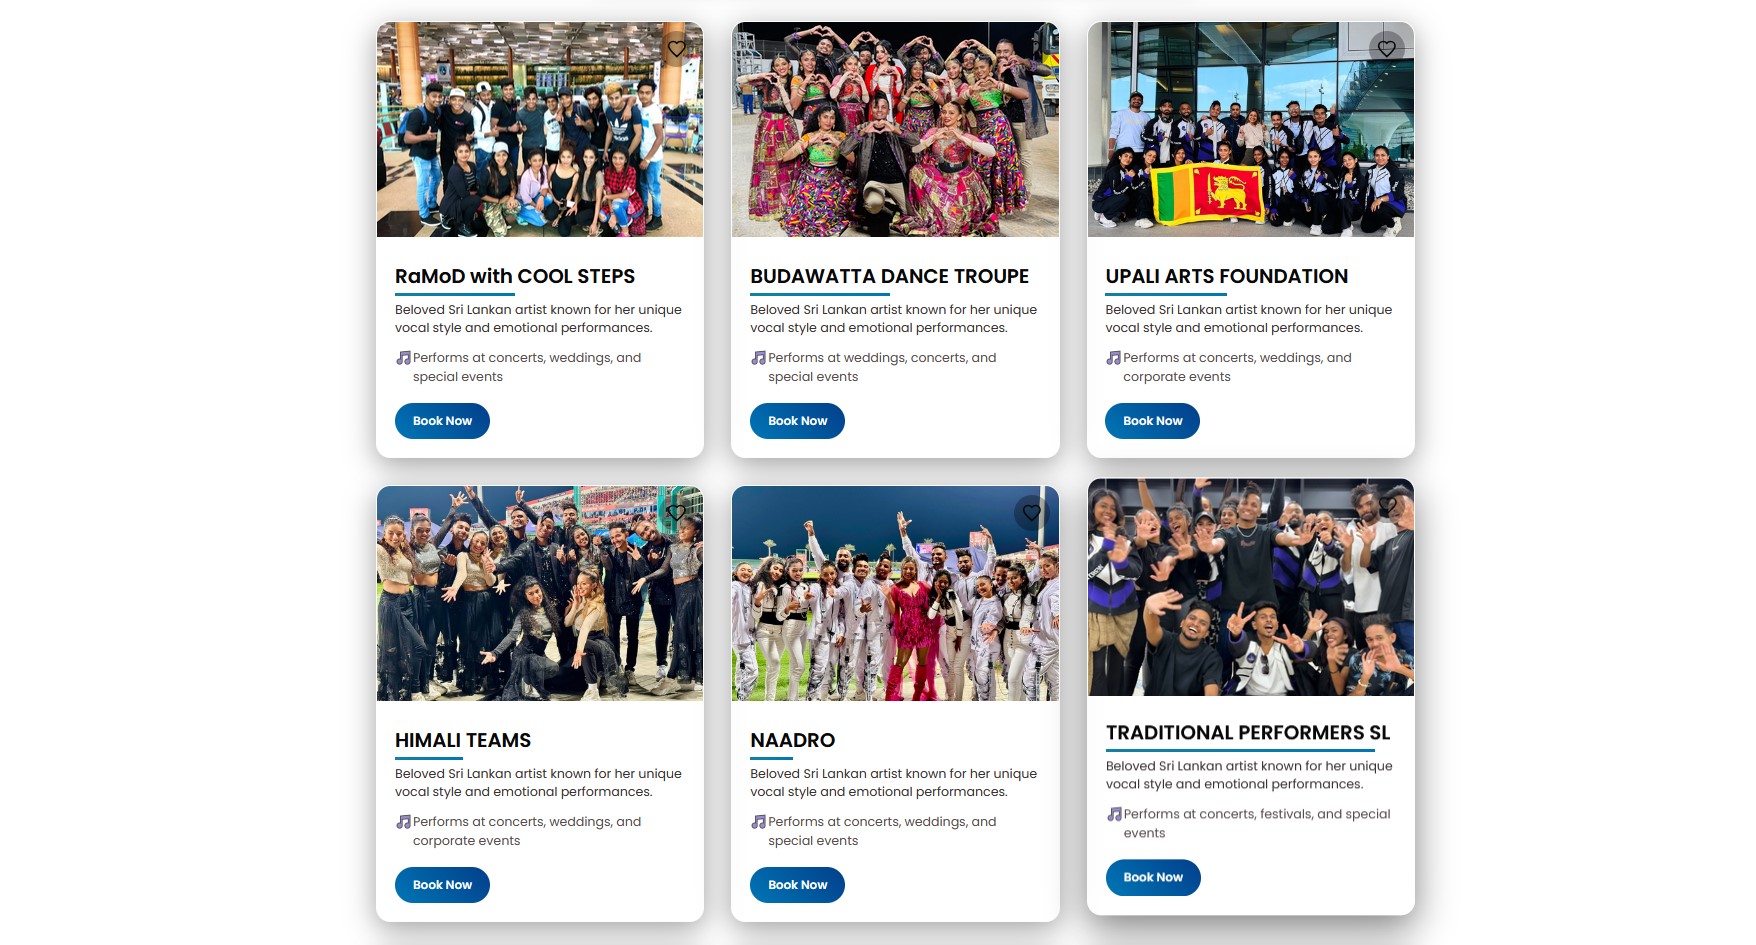 RaMoD with COOL STEPS
Beloved Sri Lankan artist known for her unique
vocal style and emotional performances.
Performs at concerts, weddings, and
special events
Book Now
BUDAWATTA DANCE TROUPE
Beloved Sri Lankan artist known for her unique
vocal style and emotional performances.
Performs at weddings, concerts, and
special events
Book Now
UPALI ARTS FOUNDATION
Beloved Sri Lankan artist known for her unique
vocal style and emotional performances.
Performs at concerts, weddings, and
corporate events
Book Now
HIMALI TEAMS
Beloved Sri Lankan artist known for her unique
vocal style and emotional performances.
Performs at concerts, weddings, and
corporate events
Book Now
NAADRO
Beloved Sri Lankan artist known for her unique
vocal style and emotional performances.
Performs at concerts, weddings, and
special events
Book Now
TRADITIONAL PERFORMERS SL
Beloved Sri Lankan artist known for her unique
vocal style and emotional performances.
Performs at concerts, festivals, and special
events
Book Now